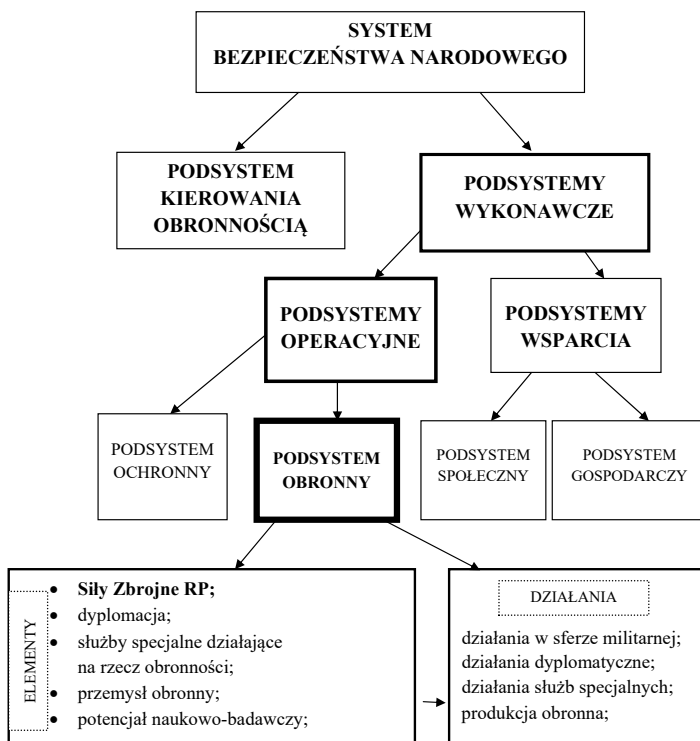 SYSTEM
BEZPIECZEŃSTWA NARODOWEGO
PODSYSTEM
KIEROWANIA
OBRONNOŚCIĄ
PODSYSTEMY
WYKONAWCZE
PODSYSTEMY
OPERACYJNE
PODSYSTEMY
WSPARCIA
PODSYSTEM
OCHRONNY
PODSYSTEM
OBRONNY
PODSYSTEM
SPOŁECZNY
PODSYSTEM
GOSPODARCZY
ELEMENTY
• Siły Zbrojne RP;
• dyplomacja;
• służby specjalne działające
na rzecz obronności;
• przemysł obronny;
• potencjał naukowo-badawczy;
DZIAŁANIA
działania w sferze militarnej;
działania dyplomatyczne;
działania służb specjalnych;
produkcja obronna;